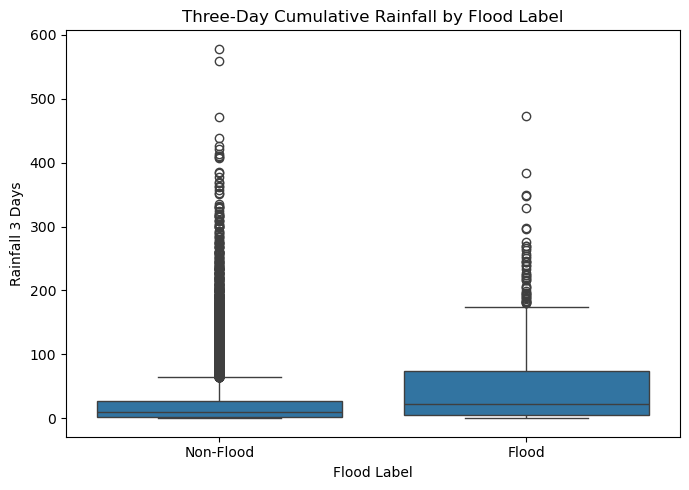 Three-Day Cumulative Rainfall by Flood Label
600
500
400
300
200
100
0
Rainfall 3 Days
Non-Flood
Flood
Flood Label